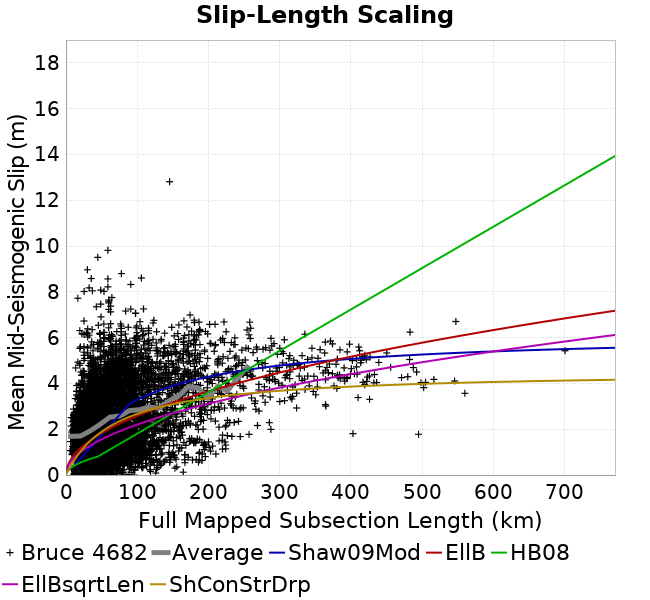 Slip-Length Scaling
Mean Mid-Seismogenic Slip (m)
18
16
14
12
10
8
6
4
2
0
0 100 200 300 400 500 600 700
Full Mapped Subsection Length (km)
Bruce 4682 Average Shaw09Mod EllB HB08
EllBsqrtLen ShConStrDrp